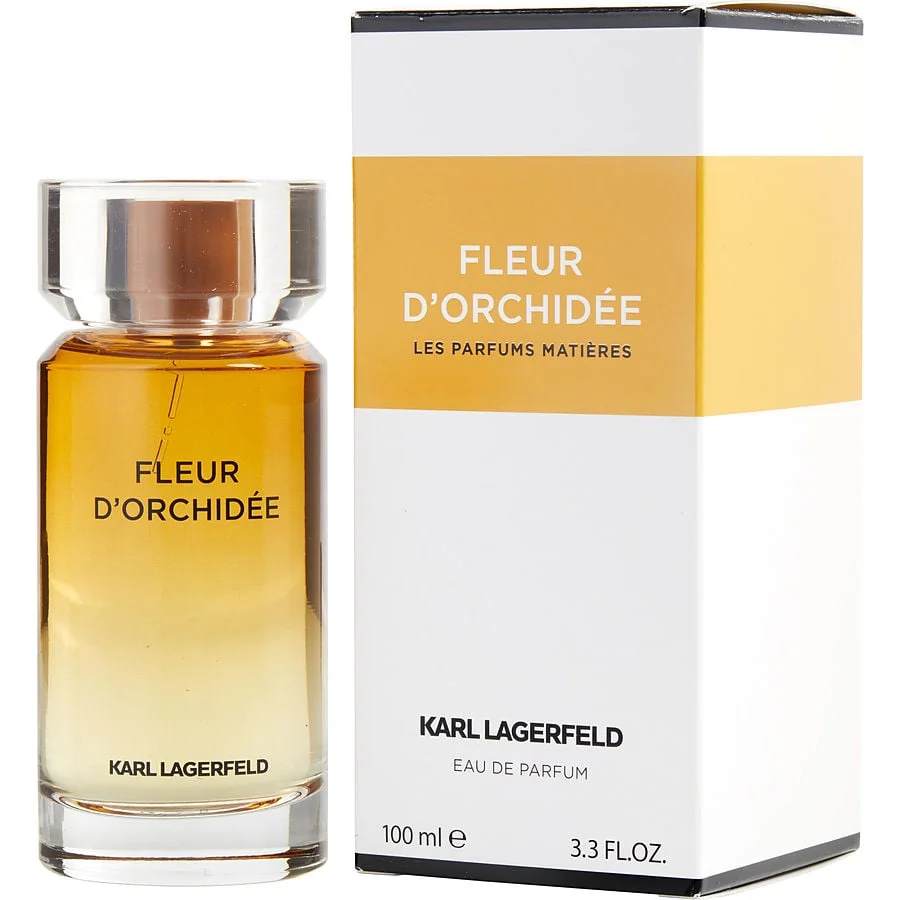 FLEUR
D'ORCHIDÉE
KARL LAGERFELD
FLEUR
D'ORCHIDÉE
LES PARFUMS MATIÈRES
KARL LAGERFELD
EAU DE PARFUM
100 ml ℮
3.3 FL.OZ.